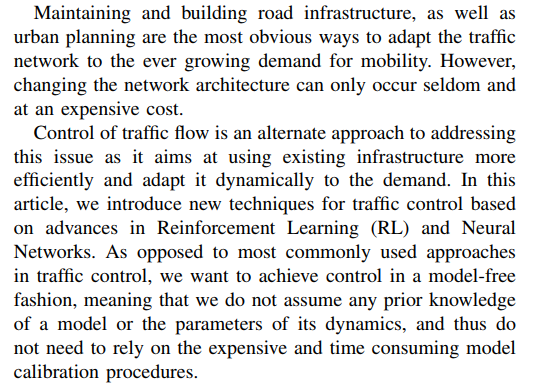 Maintaining and building road infrastructure, as well as
urban planning are the most obvious ways to adapt the traffic
network to the ever growing demand for mobility. However,
changing the network architecture can only occur seldom and
at an expensive cost.
Control of traffic flow is an alternate approach to addressing
this issue as it aims at using existing infrastructure more
efficiently and adapt it dynamically to the demand. In this
article, we introduce new techniques for traffic control based
on advances in Reinforcement Learning (RL) and Neural
Networks. As opposed to most commonly used approaches
in traffic control, we want to achieve control in a model-free
fashion, meaning that we do not assume any prior knowledge
of a model or the parameters of its dynamics, and thus do
not need to rely on the expensive and time consuming model
calibration procedures.